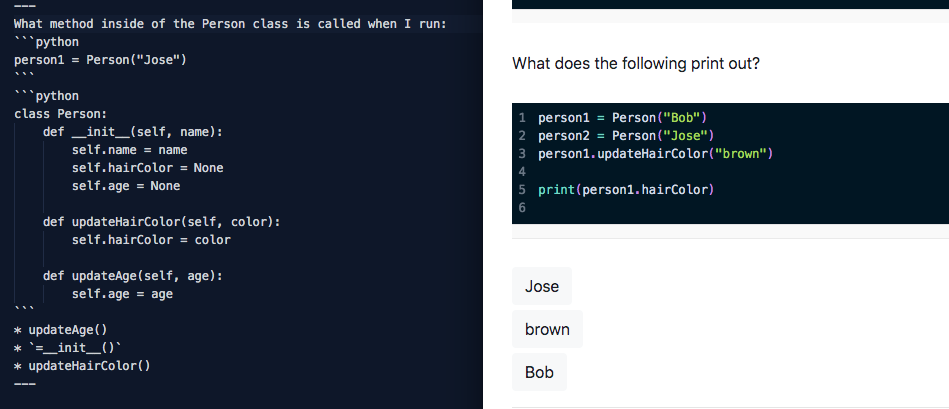 ---
What method inside of the Person class is called when I run:
```python
person1 = Person("Jose")
```
```python
class Person:
    def __init__(self, name):
        self.name = name
        self.hairColor = None
        self.age = None

    def updateHairColor(self, color):
        self.hairColor = color

    def updateAge(self, age):
        self.age = age
```
* updateAge()
* `=__init__()`
* updateHairColor()
---
What does the following print out?
1 person1 = Person("Bob")
2 person2 = Person("Jose")
3 person1.updateHairColor("brown")
4
5 print(person1.hairColor)
6
Jose
brown
Bob